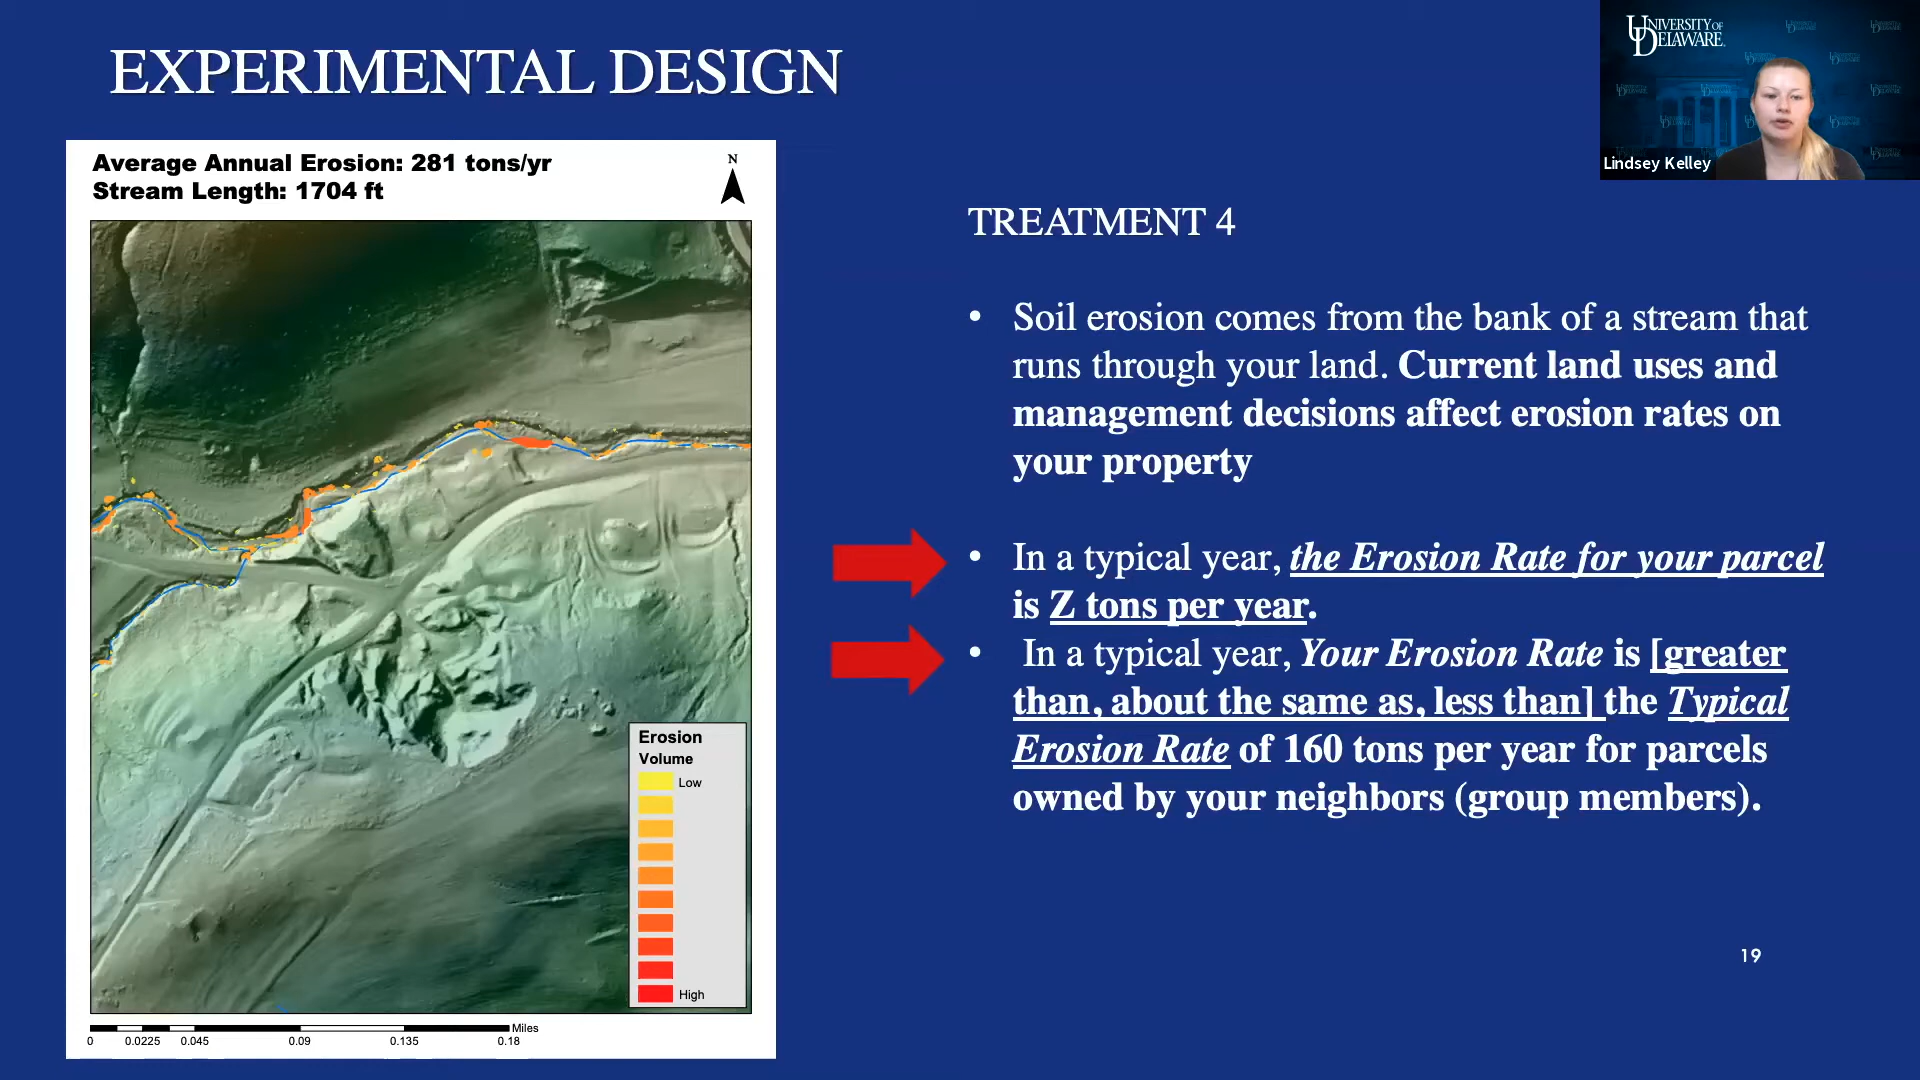 EXPERIMENTAL DESIGN
UNIVERSITY OF
DELAWARE
Lindsey Kelley
Average Annual Erosion: 281 tons/yr
Stream Length: 1704 ft
N
Erosion
Volume
Low
High
Miles
0 0.0225 0.045 0.09 0.135 0.18
TREATMENT 4
• Soil erosion comes from the bank of a stream that
runs through your land. Current land uses and
management decisions affect erosion rates on
your property
• In a typical year, the Erosion Rate for your parcel
is Z tons per year.
• In a typical year, Your Erosion Rate is [greater
than, about the same as, less than] the Typical
Erosion Rate of 160 tons per year for parcels
owned by your neighbors (group members).
19